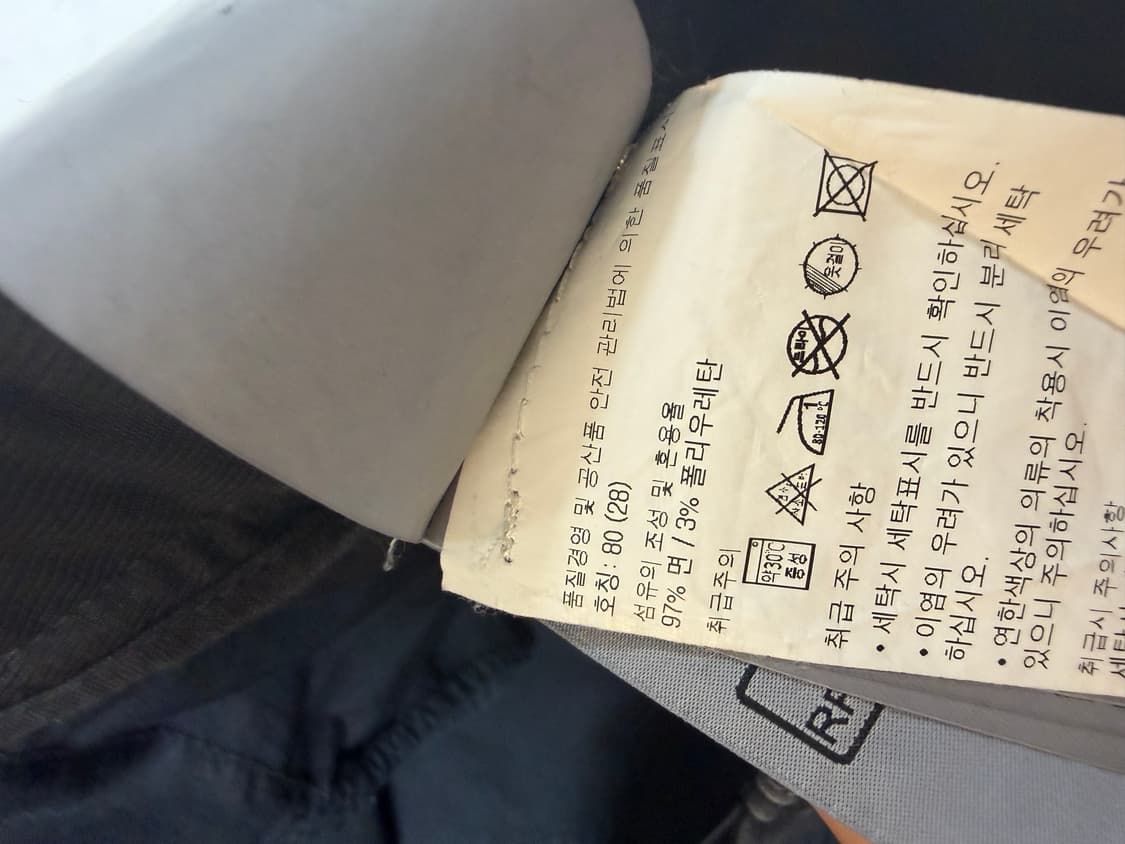 품질경영 및 공산품 안전 관리법에 의한 품질표시
호칭: 80 (28)
섬유의 조성 및 혼용율
97% 면 / 3% 폴리우레탄
취급주의
약30℃
중성
80-120 ℃
드라이
옷걸이
취급 주의 사항
• 세탁시 세탁표시를 반드시 확인하십시오.
• 이염의 우려가 있으니 반드시 분리 세탁
하십시오.
• 연한색상의 의류의 착용시 이염의 우려가
있으니 주의하십시오.
취급시 주의사항
RF